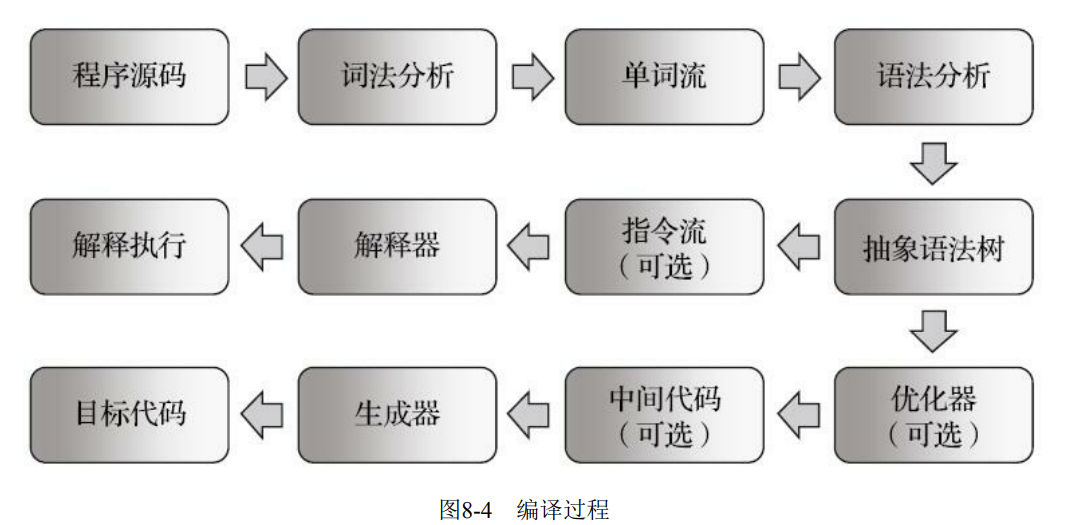 程序源码
词法分析
单词流
语法分析
解释执行
解释器
指令流
（可选）
抽象语法树
目标代码
生成器
中间代码
（可选）
优化器
（可选）
图8-4 编译过程